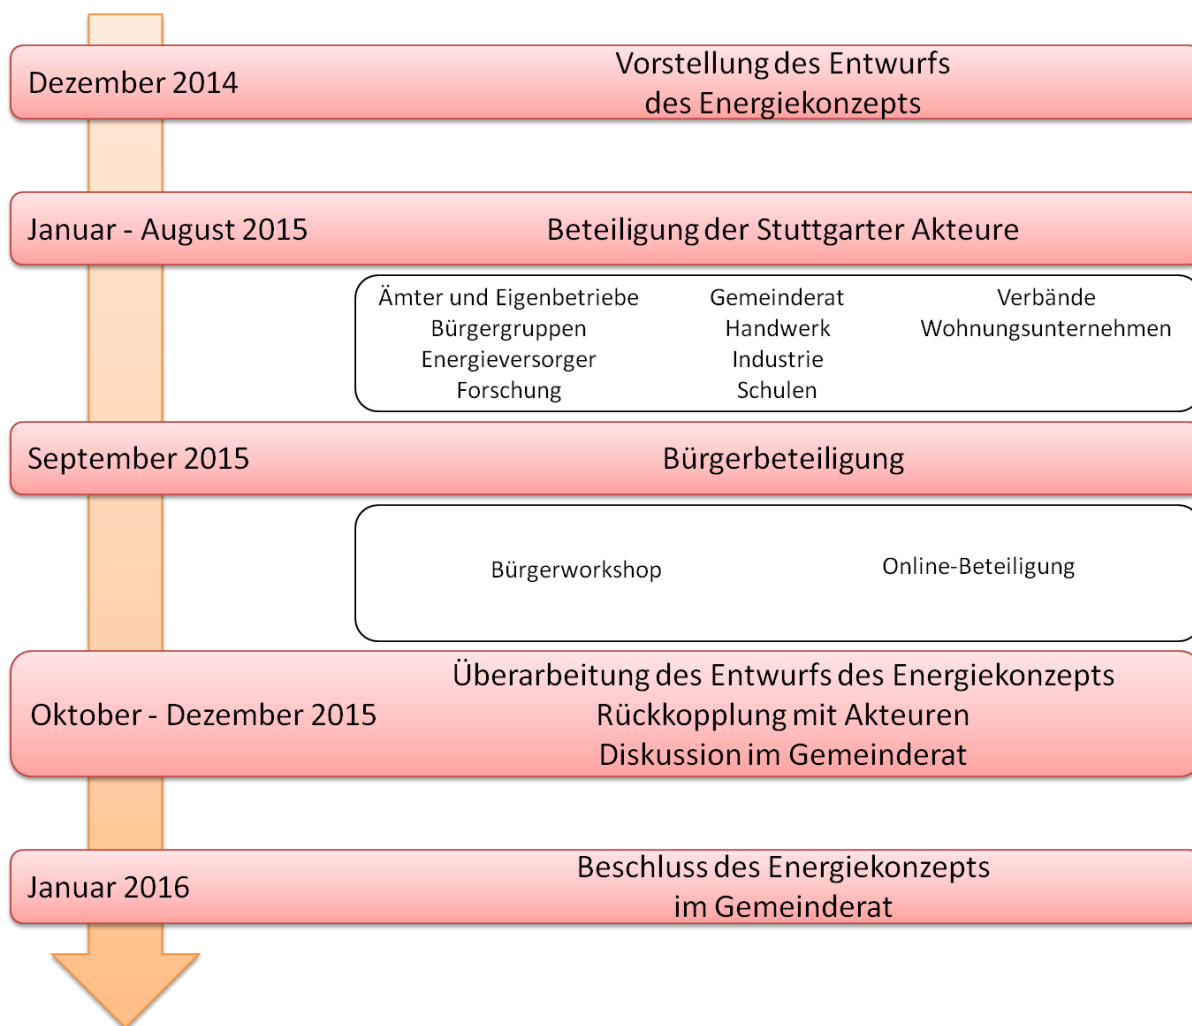 Dezember 2014
Vorstellung des Entwurfs
des Energiekonzepts
Januar - August 2015
Beteiligung der Stuttgarter Akteure
Ämter und Eigenbetriebe
Bürgergruppen
Energieversorger
Forschung
Gemeinderat
Handwerk
Industrie
Schulen
Verbände
Wohnungsunternehmen
September 2015
Bürgerbeteiligung
Bürgerworkshop
Online-Beteiligung
Oktober - Dezember 2015
Überarbeitung des Entwurfs des Energiekonzepts
Rückkopplung mit Akteuren
Diskussion im Gemeinderat
Januar 2016
Beschluss des Energiekonzepts
im Gemeinderat